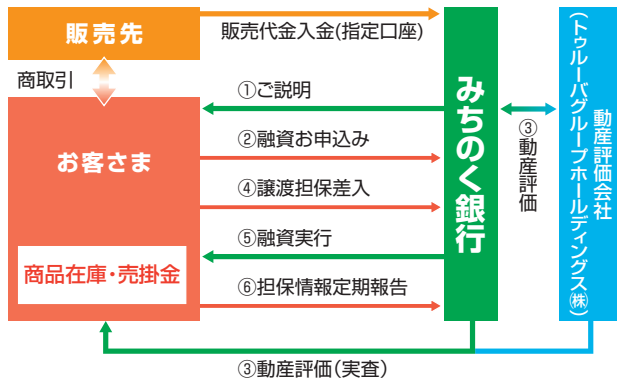 販売先
販売代金入金(指定口座)
商取引
①ご説明
お客さま
②融資お申込み
④譲渡担保差入
⑤融資実行
商品在庫・売掛金
⑥担保情報定期報告
みちのく銀行
③動産評価
動産評価会社
(トゥルーバグループホールディングス㈱)
③動産評価(実査)